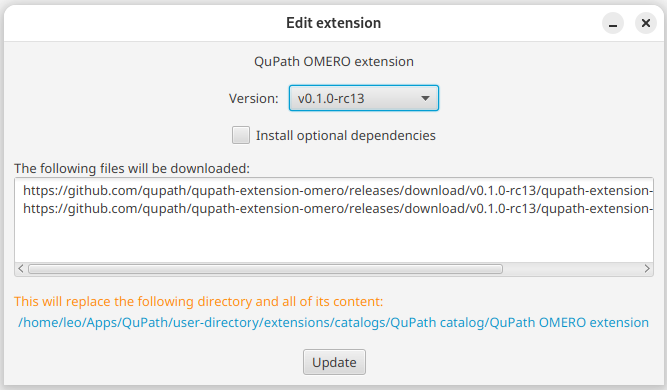 Edit extension
QuPath OMERO extension
Version: v0.1.0-rc13
Install optional dependencies
The following files will be downloaded:
https://github.com/qupath/qupath-extension-omero/releases/download/v0.1.0-rc13/qupath-extension-
https://github.com/qupath/qupath-extension-omero/releases/download/v0.1.0-rc13/qupath-extension-
This will replace the following directory and all of its content:
/home/leo/Apps/QuPath/user-directory/extensions/catalogs/QuPath catalog/QuPath OMERO extension
Update